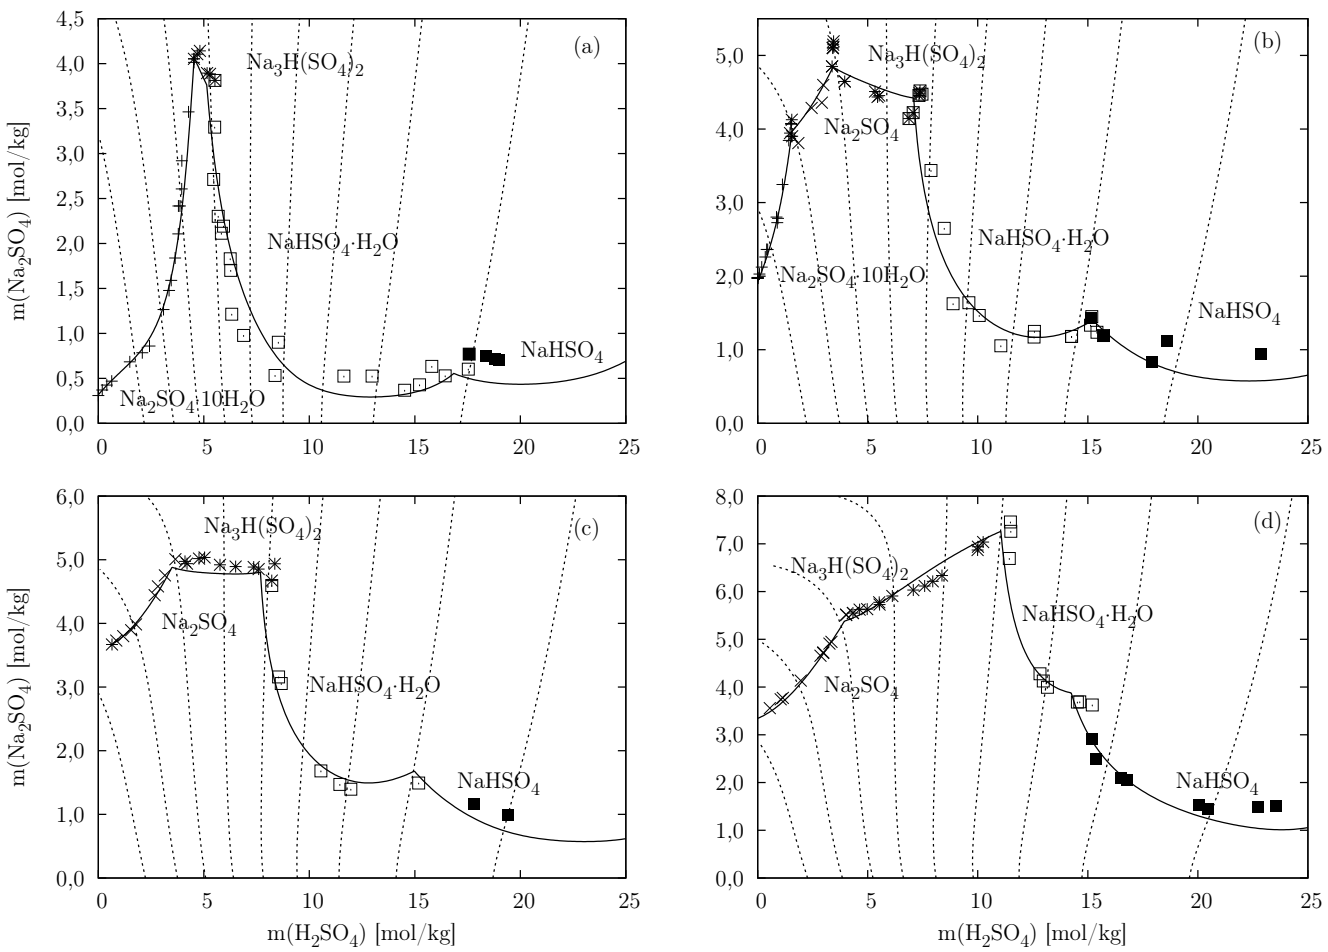 (a)
m(Na₂SO₄) [mol/kg]
4,5
4,0
3,5
3,0
2,5
2,0
1,5
1,0
0,5
0,0
Na₃H(SO₄)₂
NaHSO₄·H₂O
NaHSO₄
Na₂SO₄·10H₂O
0 5 10 15 20 25
(b)
m(Na₂SO₄) [mol/kg]
5,0
4,0
3,0
2,0
1,0
0,0
Na₃H(SO₄)₂
Na₂SO₄
NaHSO₄·H₂O
Na₂SO₄·10H₂O
NaHSO₄
0 5 10 15 20 25
(c)
m(Na₂SO₄) [mol/kg]
6,0
5,0
4,0
3,0
2,0
1,0
0,0
Na₃H(SO₄)₂
Na₂SO₄
NaHSO₄·H₂O
NaHSO₄
0 5 10 15 20 25
m(H₂SO₄) [mol/kg]
(d)
m(Na₂SO₄) [mol/kg]
8,0
7,0
6,0
5,0
4,0
3,0
2,0
1,0
0,0
Na₃H(SO₄)₂
NaHSO₄·H₂O
Na₂SO₄
NaHSO₄
0 5 10 15 20 25
m(H₂SO₄) [mol/kg]